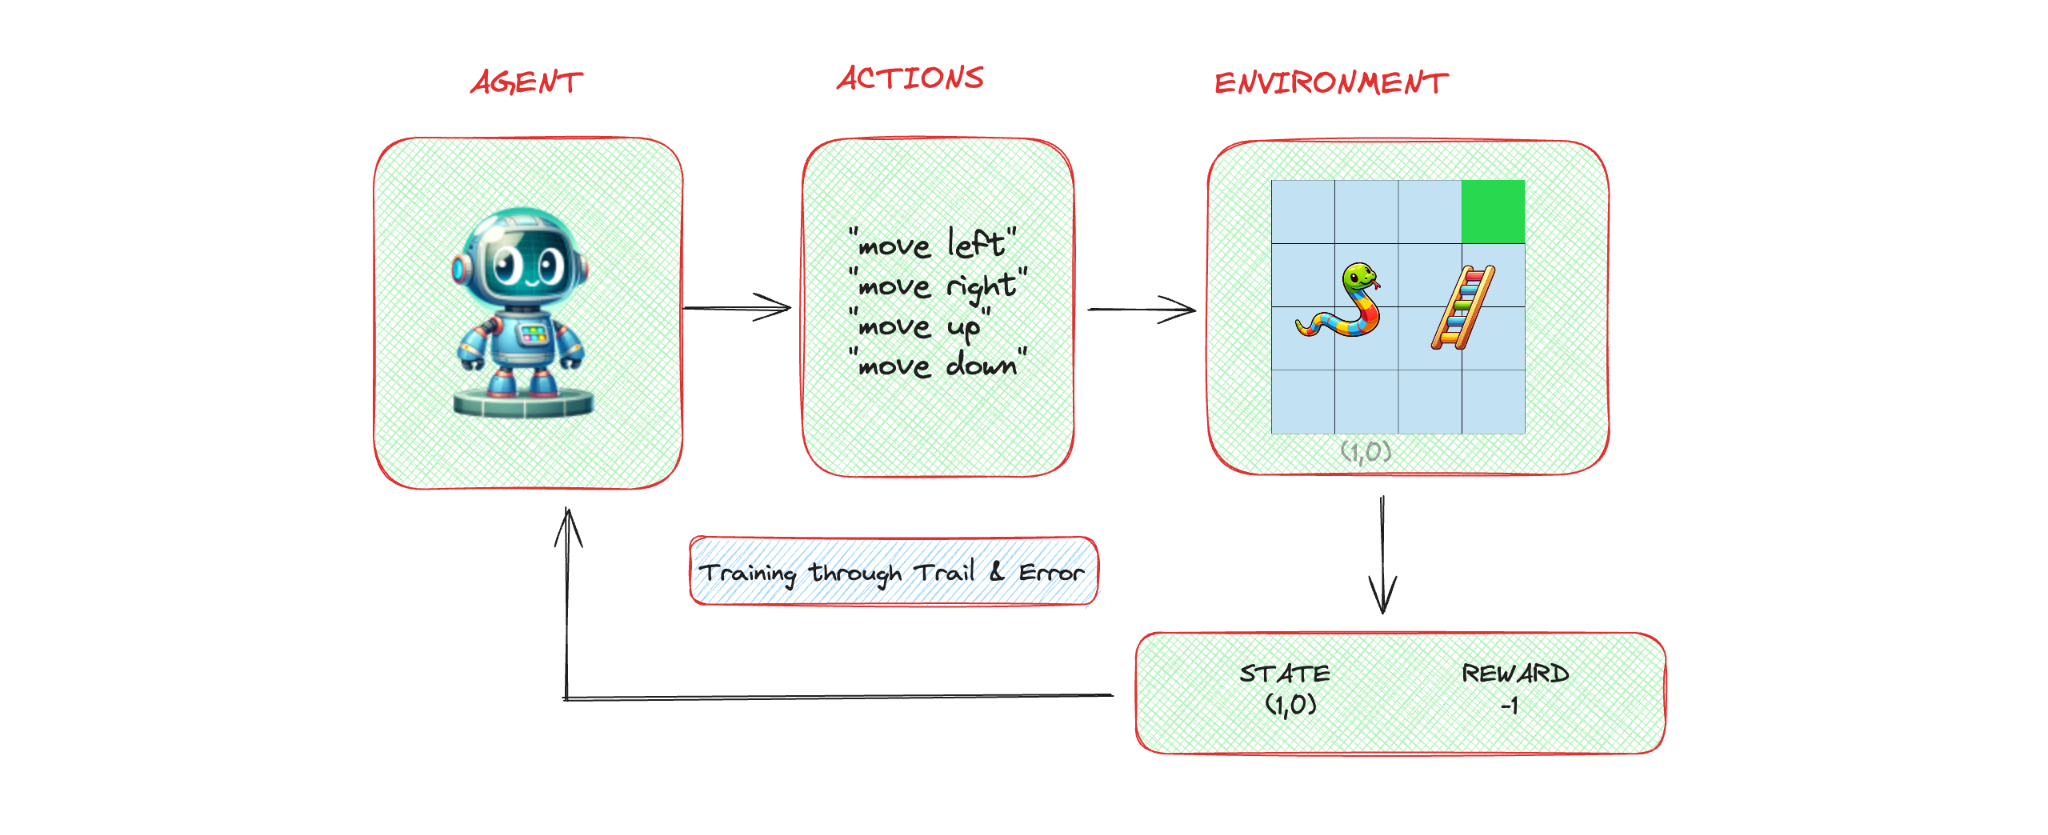 AGENT
ACTIONS
ENVIRONMENT
"move left"
"move right"
"move up"
"move down"
(1,0)
Training through Trail & Error
STATE
(1,0)
REWARD
-1